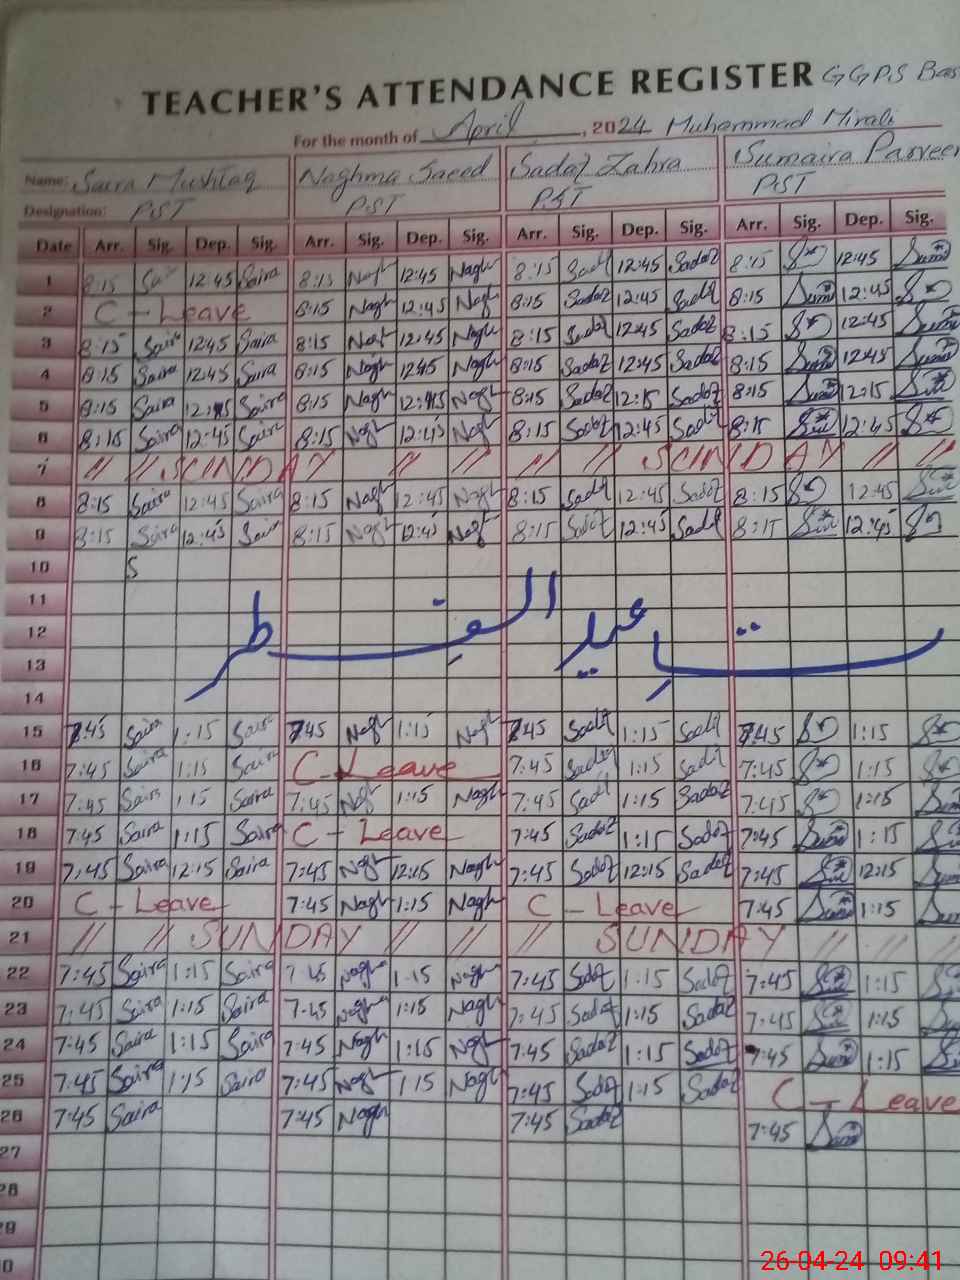 TEACHER'S ATTENDANCE REGISTER GGPS Bas
For the month of April, 2024 Muhammad Mirali
Name: Saira Mushtaq Naghma Saeed Sadaf Zahra Sumaira Parveen
Designation: PST PST PST PST
Date Arr. Sig. Dep. Sig. Arr. Sig. Dep. Sig. Arr. Sig. Dep. Sig. Arr. Sig. Dep. Sig.
1 8:15 Sa 12:45 Saira 8:15 Nagh 12:45 Nagh 8:15 Sadaf 12:45 Sadaf 8:15 12:45 Sum
2 C-Leave 8:15 Nagh 12:45 Nagh 8:15 Sadaf 12:45 Sadaf 8:15 Sum 12:45
3 8:15 Saira 12:45 Saira 8:15 Nagh 12:45 Nagh 8:15 Sadaf 12:45 Sadaf 8:15 12:45 Sum
4 8:15 Saira 12:45 Saira 8:15 Nagh 12:45 Nagh 8:15 Sadaf 12:45 Sadaf 8:15 Sum 12:45 Sum
5 8:15 Saira Saira 8:15 Nagh Nagh 8:15 Sadaf 12:15 Sadaf 8:15 Sum 12:15
6 8:15 Saira 12:45 Saira 8:15 Nagh 12:45 Nagh 8:15 Sadaf 12:45 Sadaf 8:15 12:45
7 // // SUNDAY // // // // SUNDAY // //
8 8:15 Saira 12:45 Saira 8:15 Nagh 12:45 Nagh 8:15 Sadaf 12:45 Sadaf 8:15 12:45
9 8:15 Saira 12:45 Saira 8:15 Nagh 12:45 Nagh 8:15 Sadaf 12:45 Sadaf 8:15 12:45
10 S
11
12 عید الفطر
13
14
15 7:45 Saira 1:15 Saira 7:45 Nagh 1:15 Nagh 7:45 Sadaf 1:15 Sadaf 7:45 1:15
16 7:45 Saira 1:15 Saira C-Leave 7:45 Sadaf 1:15 Sadaf 7:45 1:15
17 7:45 Saira 1:15 Saira 7:45 Nagh 1:15 Nagh 7:45 Sadaf 1:15 Sadaf 7:45 Sum
18 7:45 Saira 1:15 Saira C-Leave 7:45 Sadaf 1:15 Sadaf 7:45 Sum 1:15
19 7:45 Saira 12:15 Saira 7:45 Nagh 12:15 Nagh 7:45 Sadaf 12:15 Sadaf 7:45 12:15 Sum
20 C-Leave 7:45 Nagh 1:15 Nagh C-Leave 7:45 Sum 1:15 Sum
21 // // SUNDAY // // // SUNDAY // // //
22 7:45 Saira 1:15 Saira 7:45 Nagh 1:15 Nagh 7:45 Sadaf 1:15 Sadaf 7:45 1:15
23 7:45 Saira 1:15 Saira 7:45 Nagh 1:15 Nagh 7:45 Sadaf 1:15 Sadaf 7:45 1:15
24 7:45 Saira 1:15 Saira 7:45 Nagh 1:15 Nagh 7:45 Sadaf 1:15 Sadaf 7:45 Sum 1:15
25 7:45 Saira 1:15 Saira 7:45 Nagh 1:15 Nagh 7:45 Sadaf 1:15 Sadaf C-Leave
26 7:45 Saira 7:45 Nagh 7:45 Sadaf 7:45 Sum
27
28
29
0
26-04-24 09:41